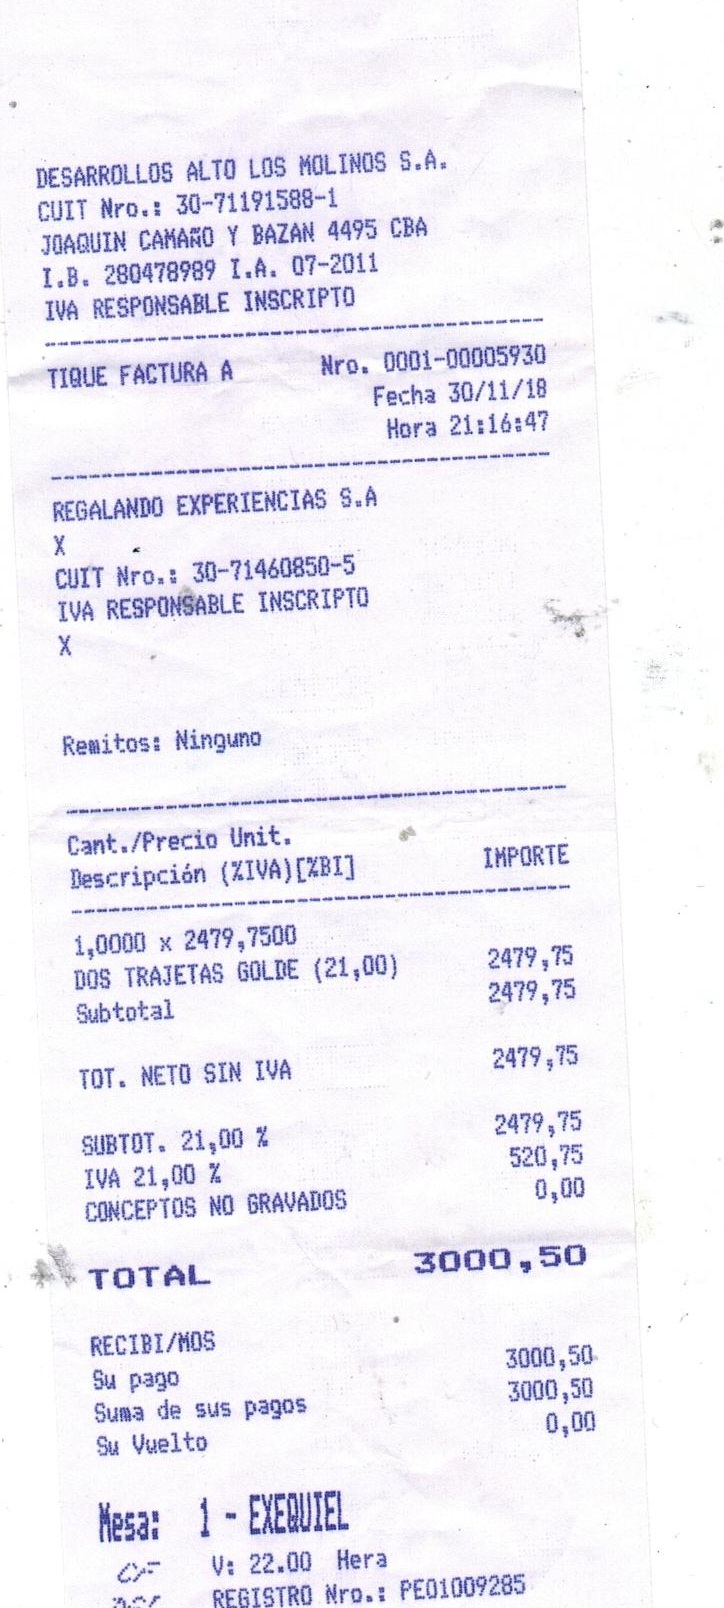 DESARROLLOS ALTO LOS MOLINOS S.A.
CUIT Nro.: 30-71191588-1
JOAQUIN CAMAÑO Y BAZAN 4495 CBA
I.B. 280478989 I.A. 07-2011
IVA RESPONSABLE INSCRIPTO
TIQUE FACTURA A Nro. 0001-00005930
Fecha 30/11/18
Hora 21:16:47
REGALANDO EXPERIENCIAS S.A
X
CUIT Nro.: 30-71460850-5
IVA RESPONSABLE INSCRIPTO
X
Remitos: Ninguno
Cant./Precio Unit.
Descripción (%IVA)[%BI] IMPORTE
1,0000 x 2479,7500
DOS TRAJETAS GOLDE (21,00) 2479,75
Subtotal 2479,75
TOT. NETO SIN IVA 2479,75
SUBTOT. 21,00 % 2479,75
IVA 21,00 % 520,75
CONCEPTOS NO GRAVADOS 0,00
TOTAL 3000,50
RECIBI/MOS
Su pago 3000,50
Suma de sus pagos 3000,50
Su Vuelto 0,00
Mesa: 1 - EXEQUIEL
CF V: 22.00 Hera
REGISTRO Nro.: PEO1009285